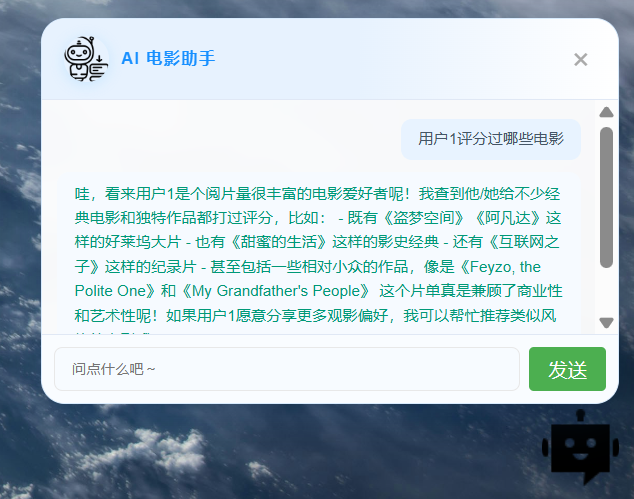 AI 电影助手
用户1评分过哪些电影
哇，看来用户1是个阅片量很丰富的电影爱好者呢！我查到他/她给不少经
典电影和独特作品都打过评分，比如： - 既有《盗梦空间》《阿凡达》这
样的好莱坞大片 - 也有《甜蜜的生活》这样的影史经典 - 还有《互联网之
子》这样的纪录片 - 甚至包括一些相对小众的作品，像是《Feyzo, the
Polite One》和《My Grandfather's People》 这个片单真是兼顾了商业性
和艺术性呢！如果用户1愿意分享更多观影偏好，我可以帮忙推荐类似风
问点什么吧～
发送